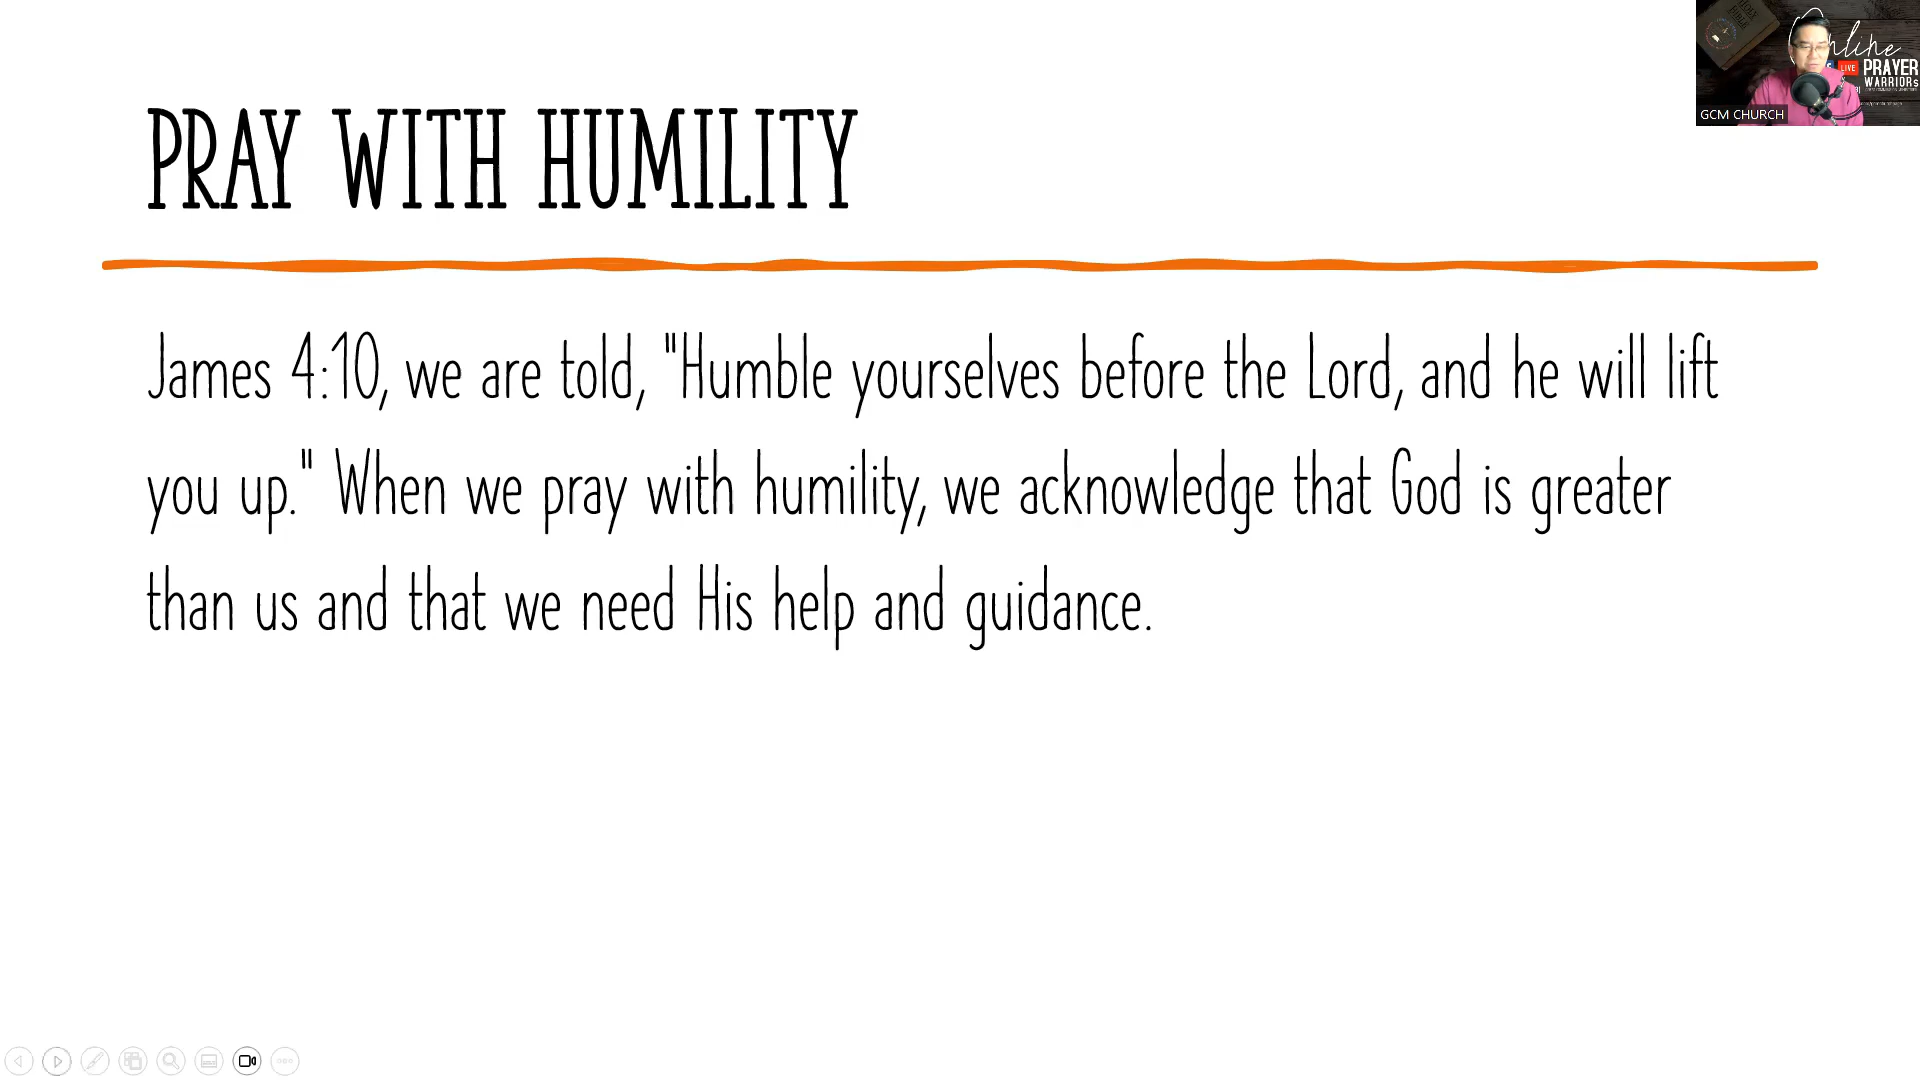 PRAY WITH HUMILITY
James 4:10, we are told, "Humble yourselves before the Lord, and he will lift
you up." When we pray with humility, we acknowledge that God is greater
than us and that we need His help and guidance.
Online
LIVE PRAYER
WARRIORS
GCM CHURCH